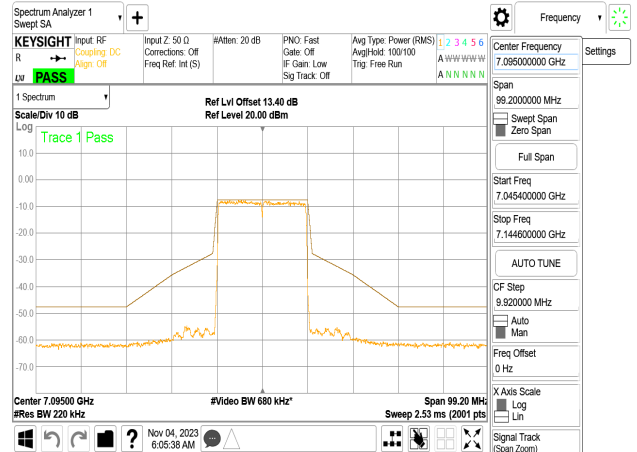 Spectrum Analyzer 1
Swept SA
Frequency
KEYSIGHT
R
LXI
PASS
Input: RF
Coupling: DC
Align: Off
Input Z: 50 Ω
Corrections: Off
Freq Ref: Int (S)
#Atten: 20 dB
PNO: Fast
Gate: Off
IF Gain: Low
Sig Track: Off
Avg Type: Power (RMS)
Avg|Hold: 100/100
Trig: Free Run
1 2 3 4 5 6
A W W W W W
A N N N N N
1 Spectrum
Scale/Div 10 dB
Ref Lvl Offset 13.40 dB
Ref Level 20.00 dBm
Log
Trace 1 Pass
10.0
0.00
-10.0
-20.0
-30.0
-40.0
-50.0
-60.0
-70.0
Center 7.09500 GHz
#Res BW 220 kHz
#Video BW 680 kHz*
Span 99.20 MHz
Sweep 2.53 ms (2001 pts
Nov 04, 2023
6:05:38 AM
?
Center Frequency
7.095000000 GHz
Settings
Span
99.2000000 MHz
Swept Span
Zero Span
Full Span
Start Freq
7.045400000 GHz
Stop Freq
7.144600000 GHz
AUTO TUNE
CF Step
9.920000 MHz
Auto
Man
Freq Offset
0 Hz
X Axis Scale
Log
Lin
Signal Track
(Span Zoom)